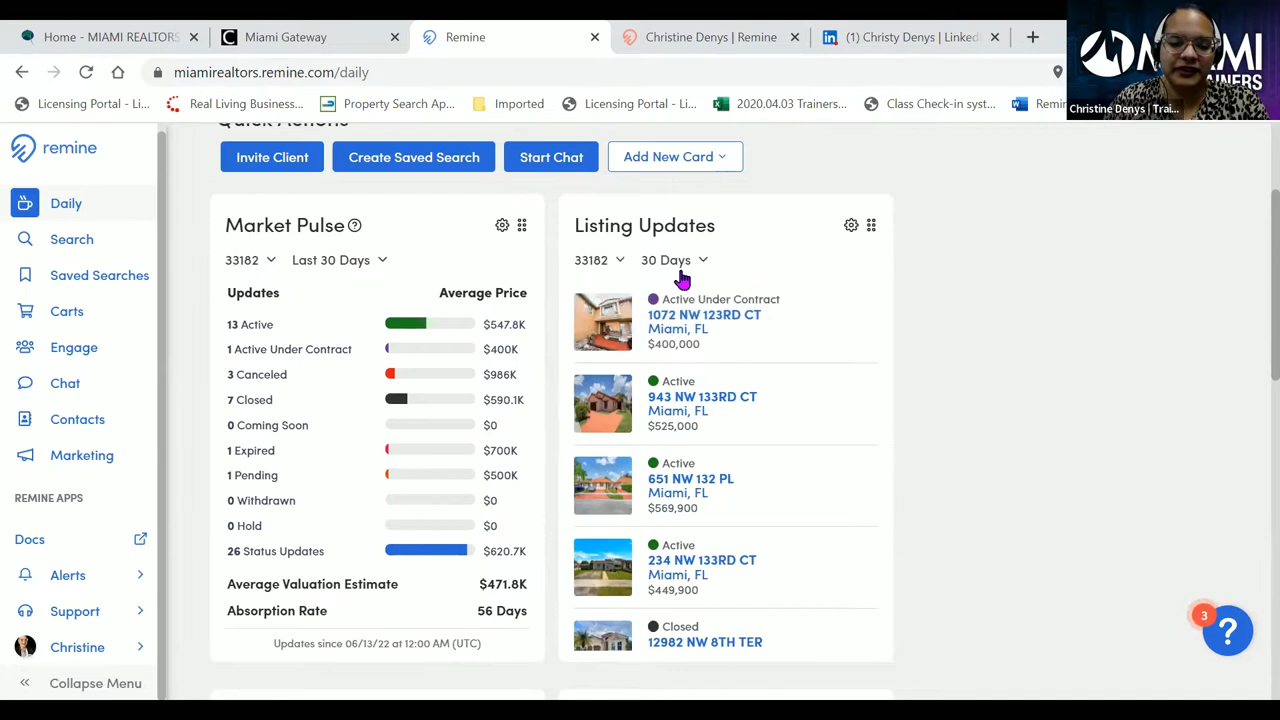 Home - MIAMI REALTORS
Miami Gateway
Remine
Christine Denys | Remine
(1) Christy Denys | LinkedI
miamirealtors.remine.com/daily
Licensing Portal - Li...
Real Living Business...
Property Search Ap...
Imported
Licensing Portal - Li...
2020.04.03 Trainers...
Class Check-in syst...
Christine Denys | Trai...
remine
Daily
Search
Saved Searches
Carts
Engage
Chat
Contacts
Marketing
REMINE APPS
Docs
Alerts
Support
Christine
Collapse Menu
Quick Actions
Invite Client
Create Saved Search
Start Chat
Add New Card
Market Pulse
33182 Last 30 Days
Updates Average Price
13 Active $547.8K
1 Active Under Contract $400K
3 Canceled $986K
7 Closed $590.1K
0 Coming Soon $0
1 Expired $700K
1 Pending $500K
0 Withdrawn $0
0 Hold $0
26 Status Updates $620.7K
Average Valuation Estimate $471.8K
Absorption Rate 56 Days
Updates since 06/13/22 at 12:00 AM (UTC)
Listing Updates
33182 30 Days
Active Under Contract
1072 NW 123RD CT
Miami, FL
$400,000
Active
943 NW 133RD CT
Miami, FL
$525,000
Active
651 NW 132 PL
Miami, FL
$569,900
Active
234 NW 133RD CT
Miami, FL
$449,900
Closed
12982 NW 8TH TER
3
?